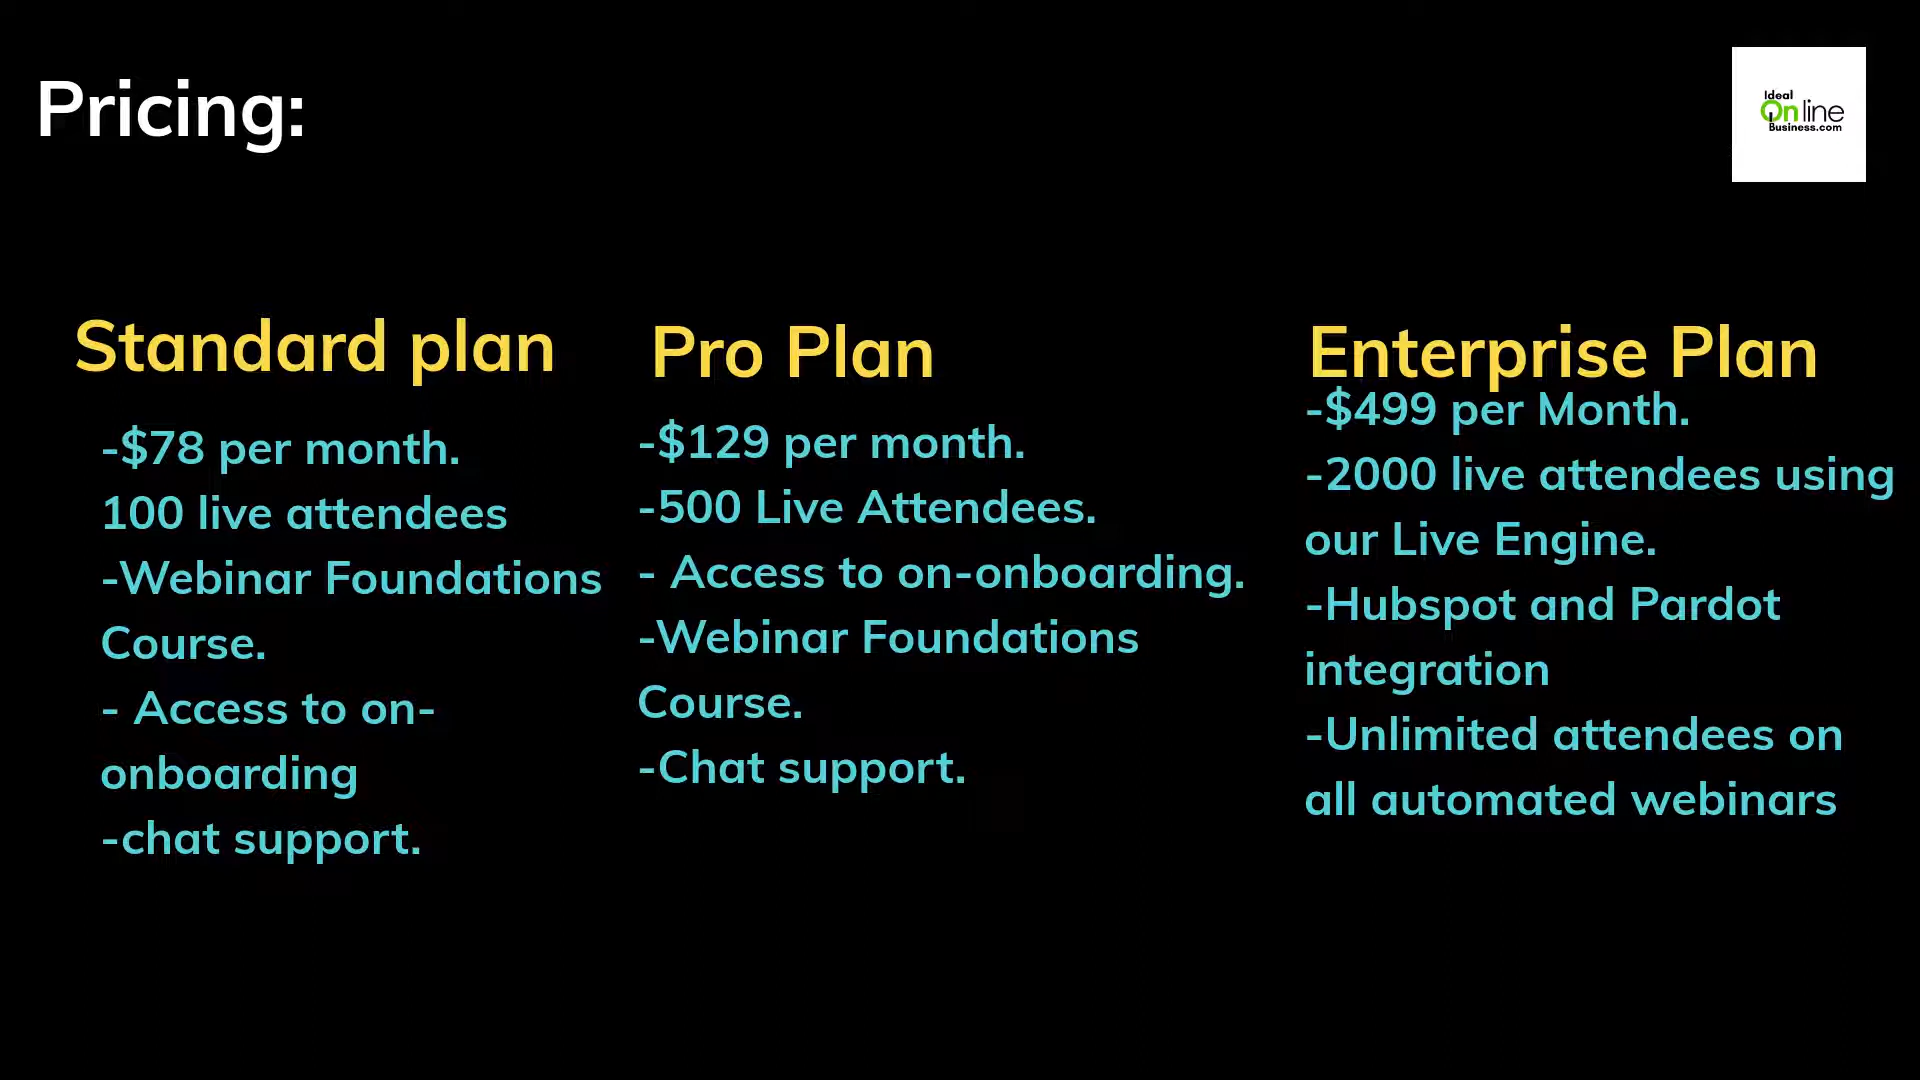 Pricing:
Ideal
Online
Business.com
Standard plan
-$78 per month.
100 live attendees
-Webinar Foundations
Course.
- Access to on-
onboarding
-chat support.
Pro Plan
-$129 per month.
-500 Live Attendees.
- Access to on-onboarding.
-Webinar Foundations
Course.
-Chat support.
Enterprise Plan
-$499 per Month.
-2000 live attendees using
our Live Engine.
-Hubspot and Pardot
integration
-Unlimited attendees on
all automated webinars